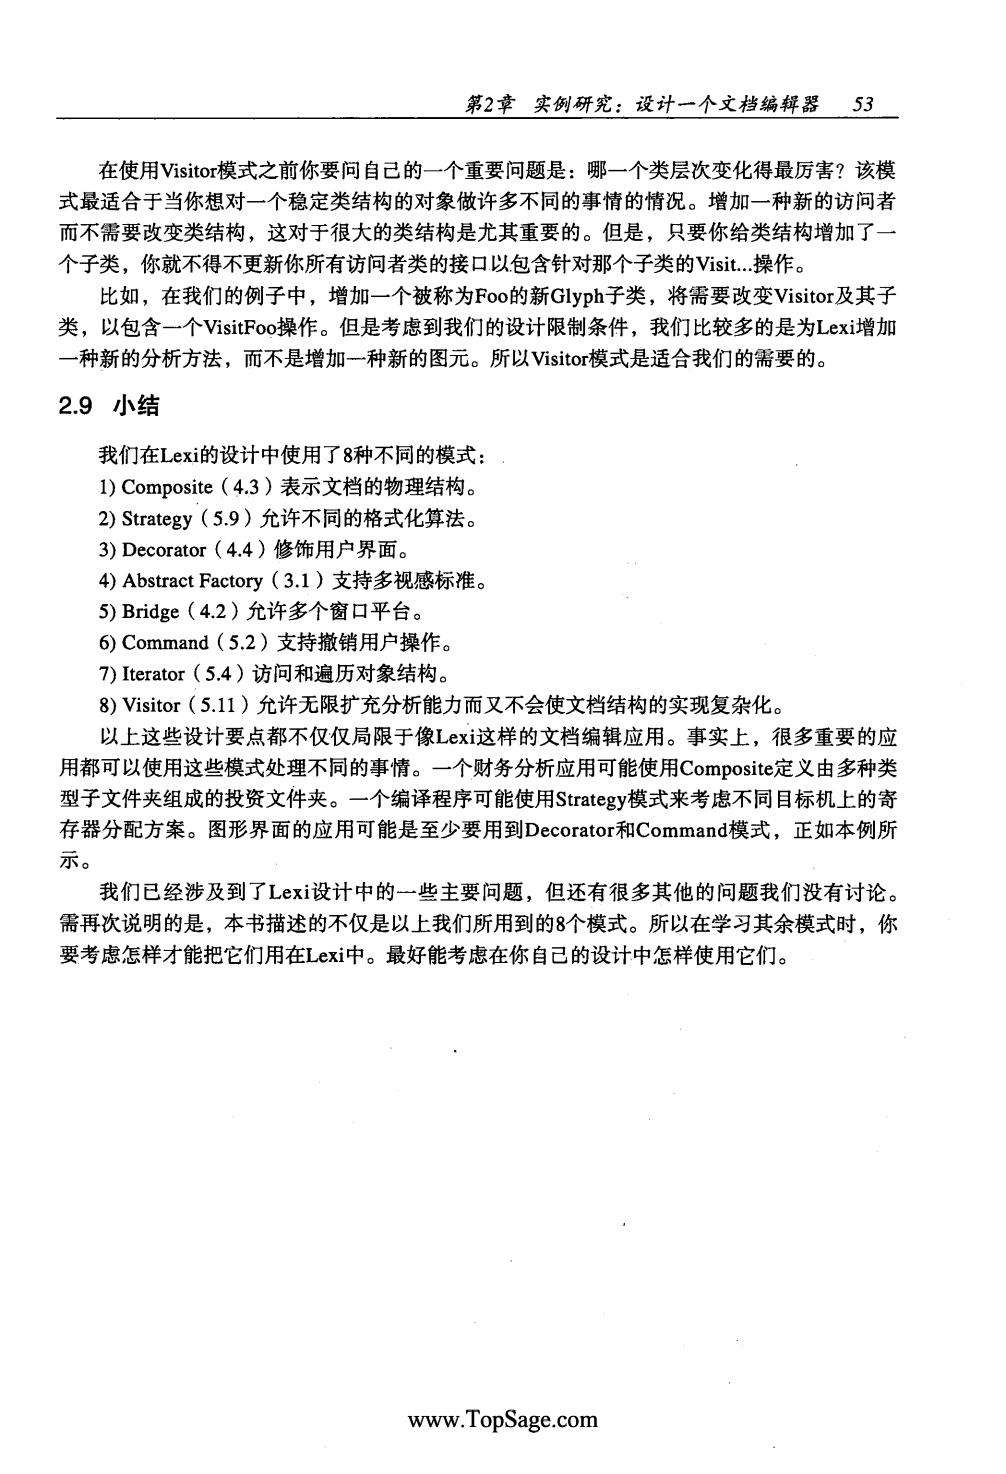 第2章 实例研究：设计一个文档编辑器 53
在使用Visitor模式之前你要问自己的一个重要问题是：哪一个类层次变化得最厉害？该模
式最适合于当你想对一个稳定类结构的对象做许多不同的事情的情况。增加一种新的访问者
而不需要改变类结构，这对于很大的类结构是尤其重要的。但是，只要你给类结构增加了一
个子类，你就不得不更新你所有访问者类的接口以包含针对那个子类的Visit...操作。
比如，在我们的例子中，增加一个被称为Foo的新Glyph子类，将需要改变Visitor及其子
类，以包含一个VisitFoo操作。但是考虑到我们的设计限制条件，我们比较多的是为Lexi增加
一种新的分析方法，而不是增加一种新的图元。所以Visitor模式是适合我们的需要的。
2.9 小结
我们在Lexi的设计中使用了8种不同的模式：
1) Composite（4.3）表示文档的物理结构。
2) Strategy（5.9）允许不同的格式化算法。
3) Decorator（4.4）修饰用户界面。
4) Abstract Factory（3.1）支持多视感标准。
5) Bridge（4.2）允许多个窗口平台。
6) Command（5.2）支持撤销用户操作。
7) Iterator（5.4）访问和遍历对象结构。
8) Visitor（5.11）允许无限扩充分析能力而又不会使文档结构的实现复杂化。
以上这些设计要点都不仅仅局限于像Lexi这样的文档编辑应用。事实上，很多重要的应
用都可以使用这些模式处理不同的事情。一个财务分析应用可能使用Composite定义由多种类
型子文件夹组成的投资文件夹。一个编译程序可能使用Strategy模式来考虑不同目标机上的寄
存器分配方案。图形界面的应用可能是至少要用到Decorator和Command模式，正如本例所
示。
我们已经涉及到了Lexi设计中的一些主要问题，但还有很多其他的问题我们没有讨论。
需再次说明的是，本书描述的不仅是以上我们所用到的8个模式。所以在学习其余模式时，你
要考虑怎样才能把它们用在Lexi中。最好能考虑在你自己的设计中怎样使用它们。
www.TopSage.com